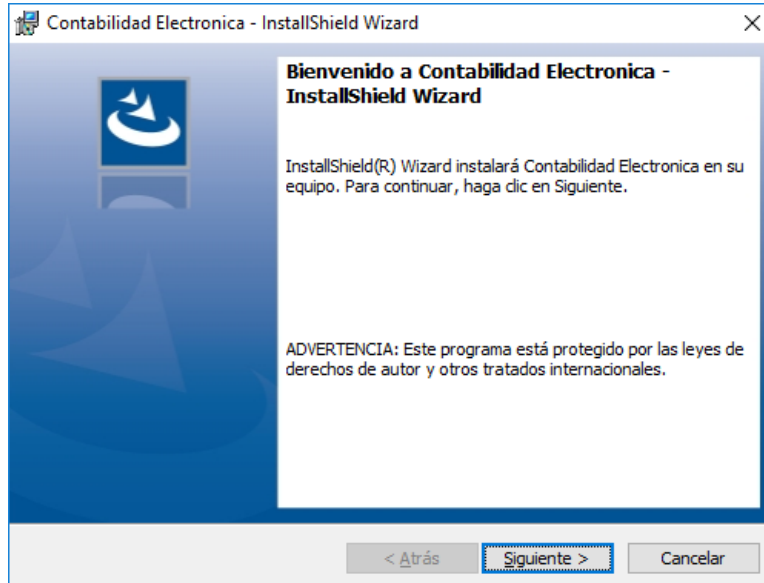 Contabilidad Electronica - InstallShield Wizard
Bienvenido a Contabilidad Electronica -
InstallShield Wizard
InstallShield(R) Wizard instalará Contabilidad Electronica en su
equipo. Para continuar, haga clic en Siguiente.
ADVERTENCIA: Este programa está protegido por las leyes de
derechos de autor y otros tratados internacionales.
< Atrás Siguiente > Cancelar